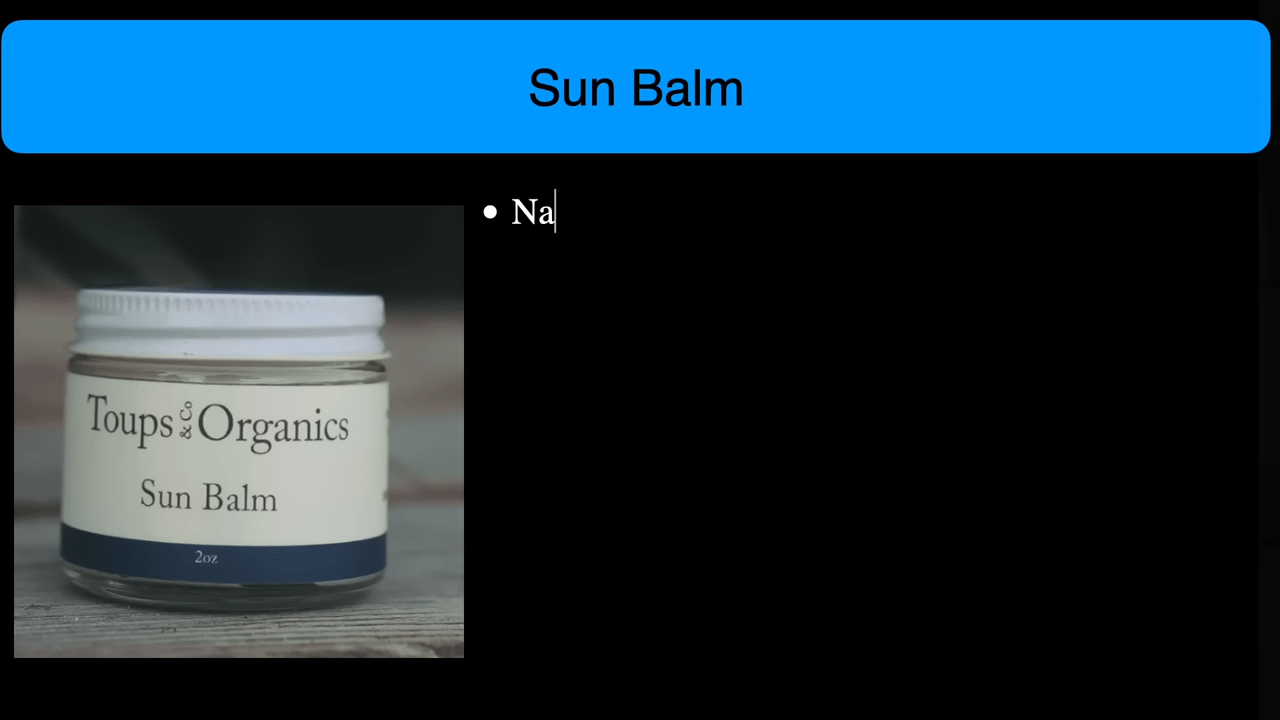 Sun Balm
• Na
Toups & Co Organics
Sun Balm
2oz